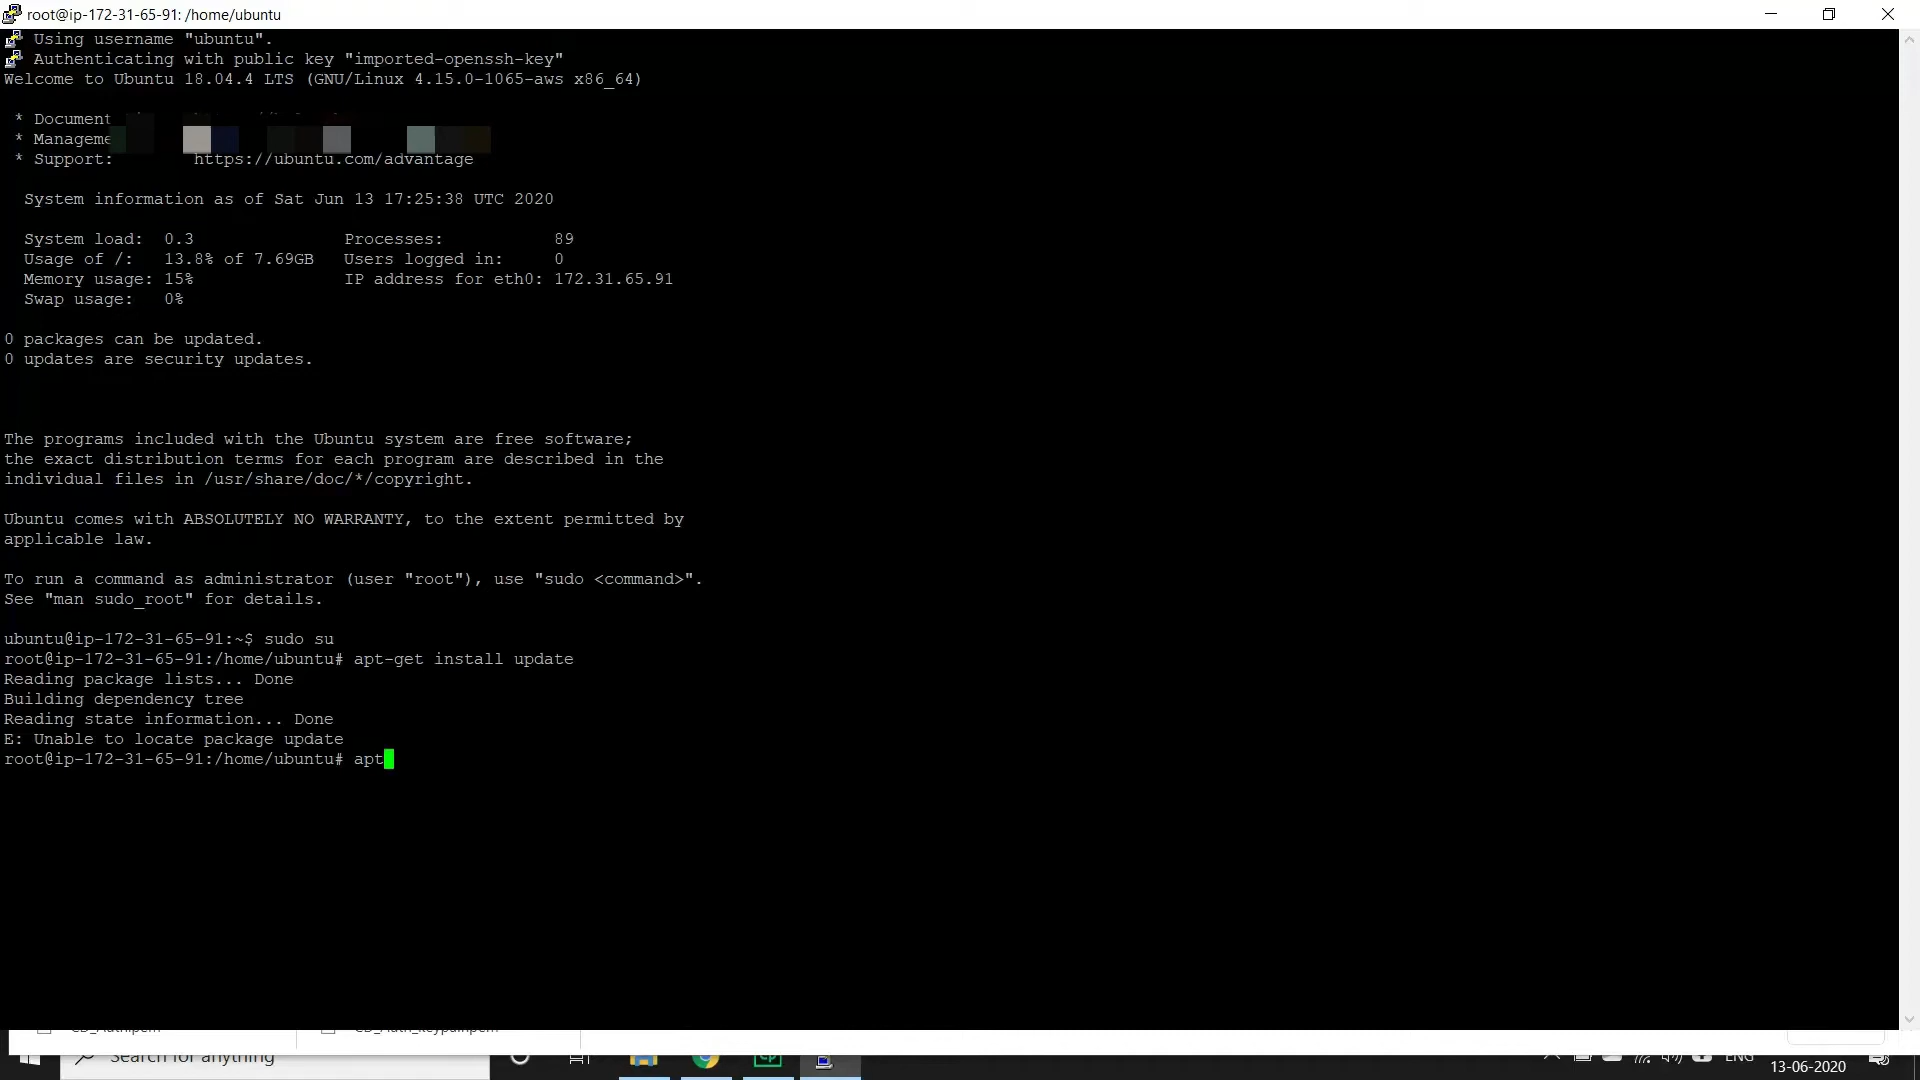 root@ip-172-31-65-91: /home/ubuntu
Using username "ubuntu".
Authenticating with public key "imported-openssh-key"
Welcome to Ubuntu 18.04.4 LTS (GNU/Linux 4.15.0-1065-aws x86_64)
* Document
* Manageme
* Support: https://ubuntu.com/advantage
System information as of Sat Jun 13 17:25:38 UTC 2020
System load: 0.3 Processes: 89
Usage of /: 13.8% of 7.69GB Users logged in: 0
Memory usage: 15% IP address for eth0: 172.31.65.91
Swap usage: 0%
0 packages can be updated.
0 updates are security updates.
The programs included with the Ubuntu system are free software;
the exact distribution terms for each program are described in the
individual files in /usr/share/doc/*/copyright.
Ubuntu comes with ABSOLUTELY NO WARRANTY, to the extent permitted by
applicable law.
To run a command as administrator (user "root"), use "sudo <command>".
See "man sudo_root" for details.
ubuntu@ip-172-31-65-91:~$ sudo su
root@ip-172-31-65-91:/home/ubuntu# apt-get install update
Reading package lists... Done
Building dependency tree
Reading state information... Done
E: Unable to locate package update
root@ip-172-31-65-91:/home/ubuntu# apt
Search for anything
ENG
13-06-2020